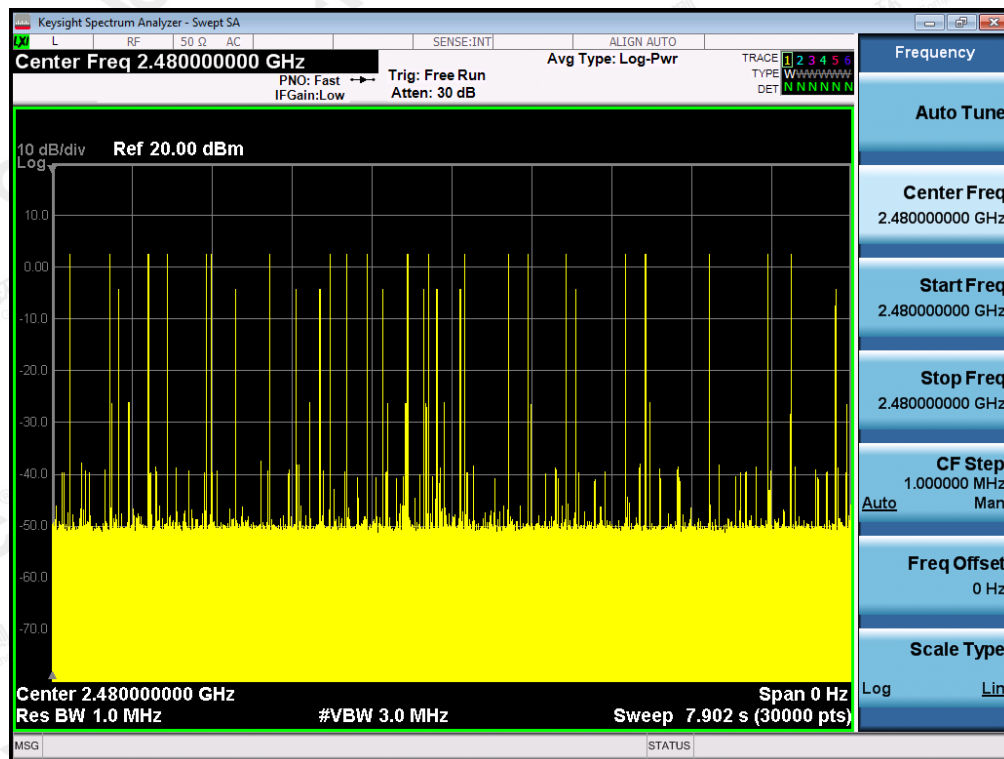 Keysight Spectrum Analyzer - Swept SA
LXI L RF 50 Ω AC SENSE:INT ALIGN AUTO
Center Freq 2.480000000 GHz
PNO: Fast
IFGain:Low
Trig: Free Run
Atten: 30 dB
Avg Type: Log-Pwr
TRACE 1 2 3 4 5 6
TYPE W W W W W W
DET N N N N N N
10 dB/div Ref 20.00 dBm
Log
10.0
0.00
-10.0
-20.0
-30.0
-40.0
-50.0
-60.0
-70.0
Center 2.480000000 GHz Span 0 Hz
Res BW 1.0 MHz #VBW 3.0 MHz Sweep 7.902 s (30000 pts)
MSG STATUS
Frequency
Auto Tune
Center Freq
2.480000000 GHz
Start Freq
2.480000000 GHz
Stop Freq
2.480000000 GHz
CF Step
1.000000 MHz
Auto Man
Freq Offset
0 Hz
Scale Type
Log Lin